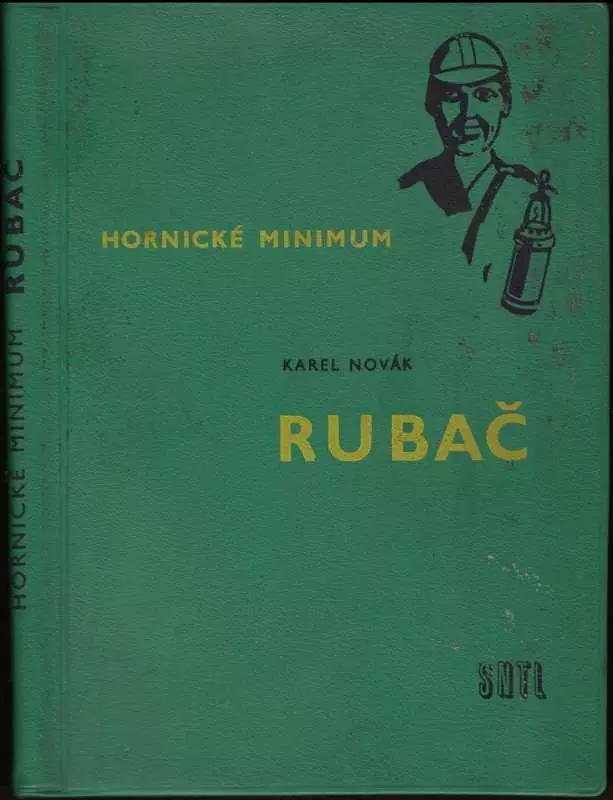 HORNICKÉ MINIMUM RUBAČ
HORNICKÉ MINIMUM
KAREL NOVÁK
RUBAČ
SNTL